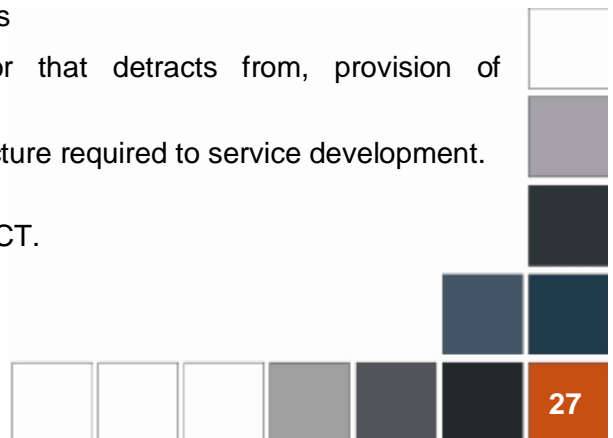 s
or that detracts from, provision of
cture required to service development.
CT.
27